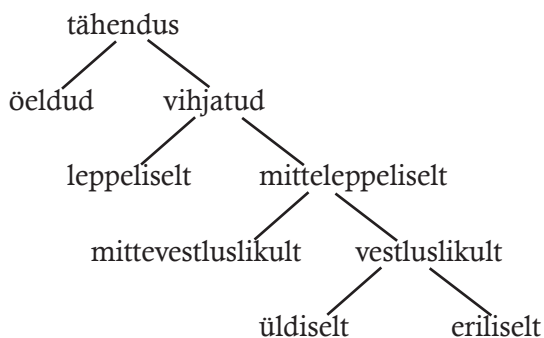 tähendus
öeldud vihjatud
leppeliselt mitteleppeliselt
mittevestluslikult vestluslikult
üldiselt eriliselt